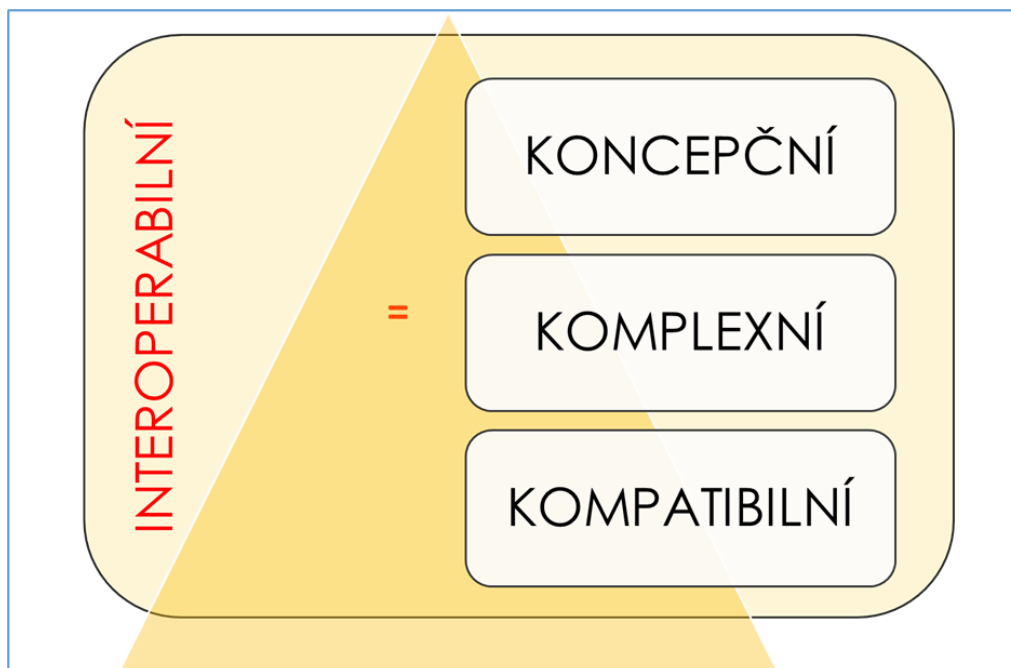 INTEROPERABILNÍ
=
KONCEPČNÍ
KOMPLEXNÍ
KOMPATIBILNÍ